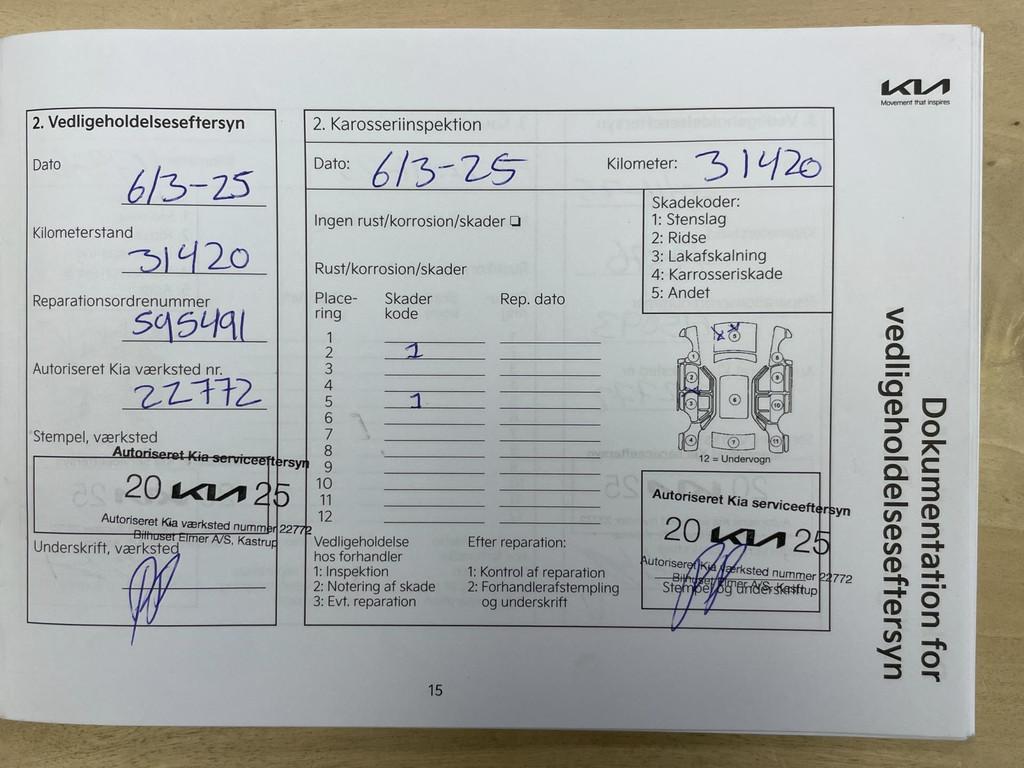 KIA
Movement that inspires
Dokumentation for
vedligeholdelseseftersyn
2. Vedligeholdelseseftersyn
Dato
6/3-25
Kilometerstand
31420
Reparationsordrenummer
595491
Autoriseret Kia værksted nr.
22772
Stempel, værksted
Autoriseret Kia serviceeftersyn
20 KIA 25
Autoriseret Kia værksted nummer 22772
Bilhuset Elmer A/S, Kastrup
Underskrift, værksted
2. Karosseriinspektion
Dato: 6/3-25 Kilometer: 31420
Ingen rust/korrosion/skader ❏
Skadekoder:
1: Stenslag
2: Ridse
3: Lakafskalning
4: Karrosseriskade
5: Andet
Rust/korrosion/skader
Place-
ring
Skader
kode
Rep. dato
1
2 1
3
4
5 1
6
7
8
9
10
11
12
12 = Undervogn
Vedligeholdelse
hos forhandler
1: Inspektion
2: Notering af skade
3: Evt. reparation
Efter reparation:
1: Kontrol af reparation
2: Forhandlerafstempling
og underskrift
Autoriseret Kia serviceeftersyn
20 KIA 25
Autoriseret Kia værksted nummer 22772
Bilhuset Elmer A/S, Kastrup
Stempel og underskrift
15